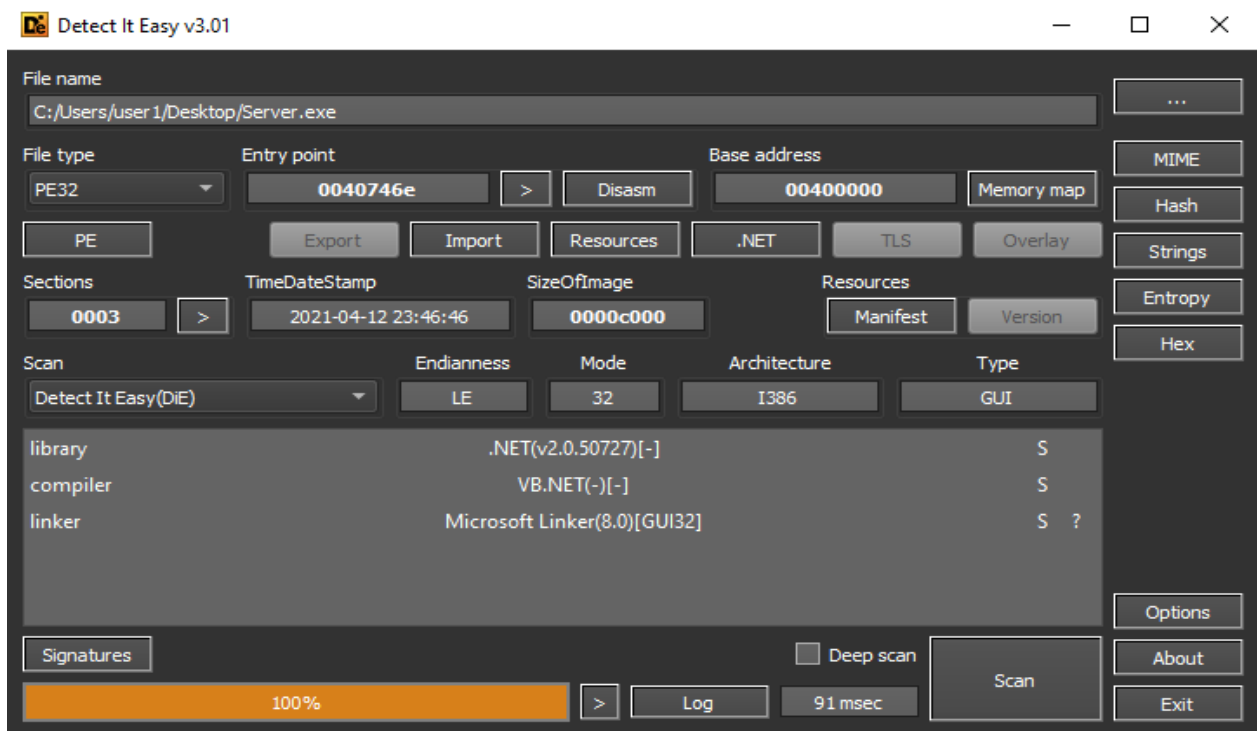 Detect It Easy v3.01
File name
C:/Users/user1/Desktop/Server.exe
...
File type Entry point Base address
MIME
PE32 0040746e > Disasm 00400000 Memory map
Hash
PE Export Import Resources .NET TLS Overlay
Strings
Sections TimeDateStamp SizeOfImage Resources
Entropy
0003 > 2021-04-12 23:46:46 0000c000 Manifest Version
Hex
Scan Endianness Mode Architecture Type
Detect It Easy(DiE) LE 32 I386 GUI
library .NET(v2.0.50727)[-] S
compiler VB.NET(-)[-] S
linker Microsoft Linker(8.0)[GUI32] S ?
Options
Signatures Deep scan Scan
About
100% > Log 91 msec
Exit